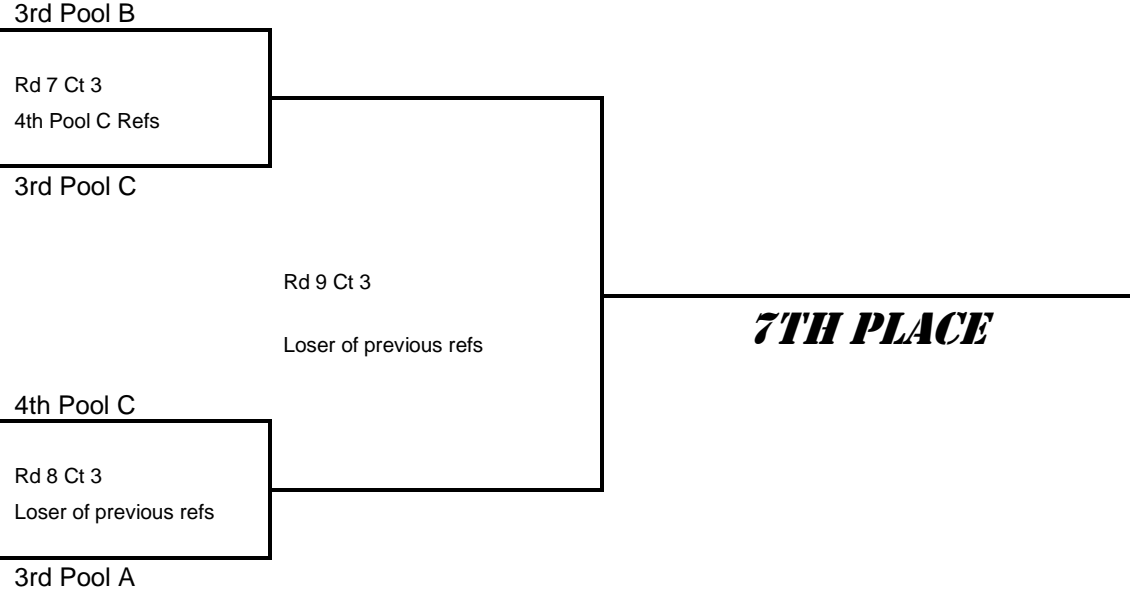 3rd Pool B
Rd 7 Ct 3
4th Pool C Refs
3rd Pool C
Rd 9 Ct 3
Loser of previous refs
7TH PLACE
4th Pool C
Rd 8 Ct 3
Loser of previous refs
3rd Pool A